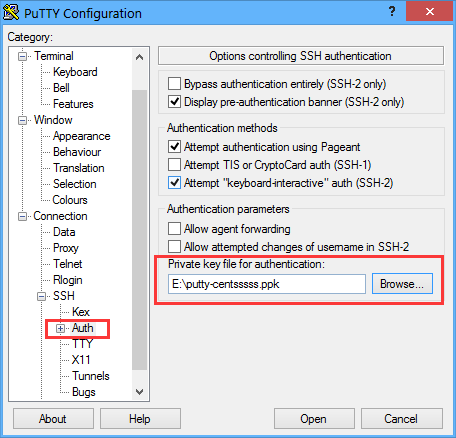 PuTTY Configuration
Category:
Terminal
Keyboard
Bell
Features
Window
Appearance
Behaviour
Translation
Selection
Colours
Connection
Data
Proxy
Telnet
Rlogin
SSH
Kex
Auth
TTY
X11
Tunnels
Bugs
Options controlling SSH authentication
Bypass authentication entirely (SSH-2 only)
Display pre-authentication banner (SSH-2 only)
Authentication methods
Attempt authentication using Pageant
Attempt TIS or CryptoCard auth (SSH-1)
Attempt "keyboard-interactive" auth (SSH-2)
Authentication parameters
Allow agent forwarding
Allow attempted changes of username in SSH-2
Private key file for authentication:
E:\putty-centsssss.ppk
Browse...
About
Help
Open
Cancel